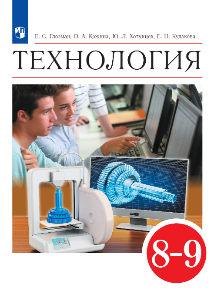 Е. С. Глозман, О. А. Кожина, Ю. Л. Хотунцев, Е. Н. Кудакова
ТЕХНОЛОГИЯ
8-9